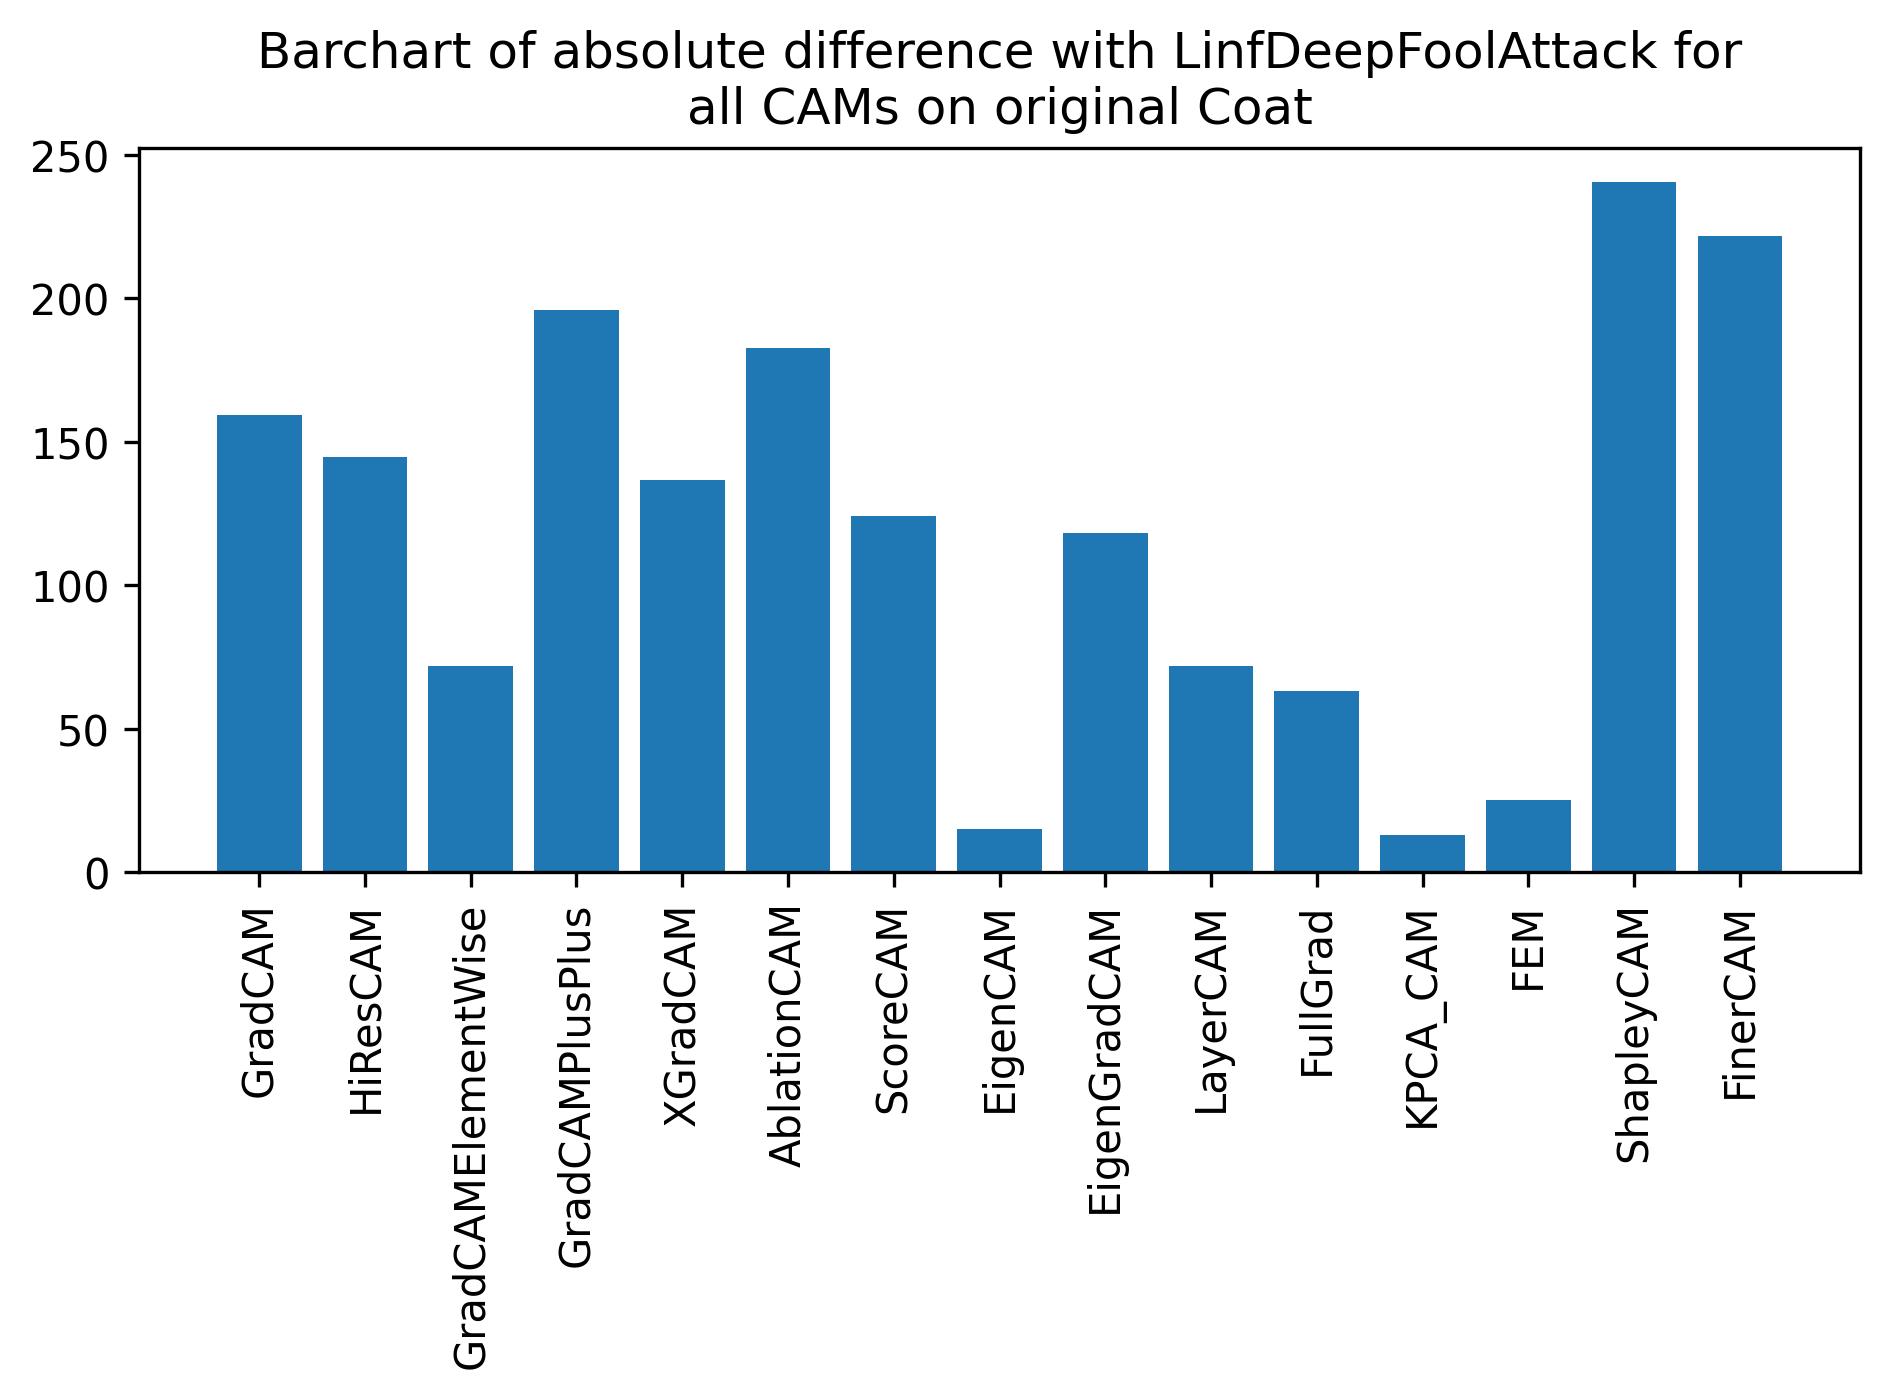 Barchart of absolute difference with LinfDeepFoolAttack for
all CAMs on original Coat
250
200
150
100
50
0
GradCAM
HiResCAM
GradCAMElementWise
GradCAMPlusPlus
XGradCAM
AblationCAM
ScoreCAM
EigenCAM
EigenGradCAM
LayerCAM
FullGrad
KPCA_CAM
FEM
ShapleyCAM
FinerCAM